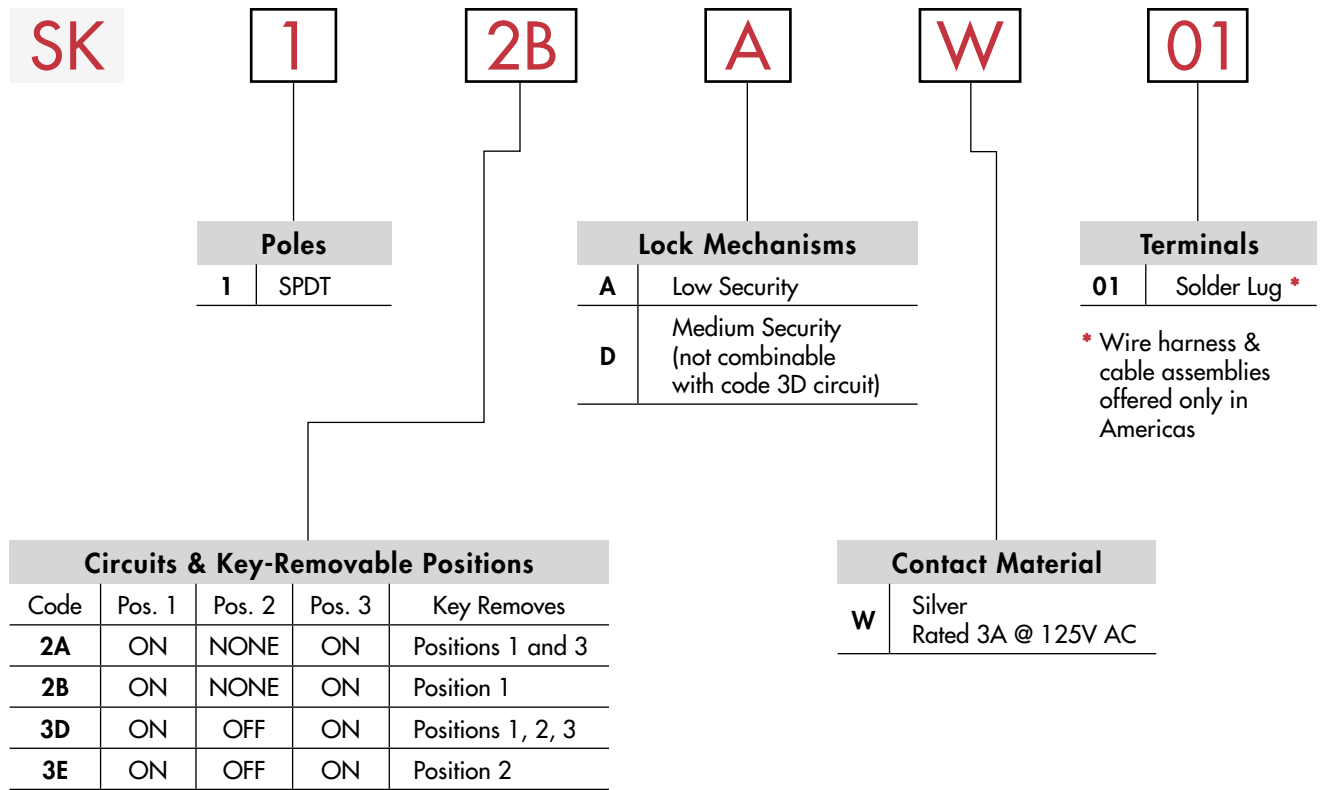 SK 1 2B A W 01
Poles
1 SPDT
Lock Mechanisms
A Low Security
D Medium Security
(not combinable
with code 3D circuit)
Terminals
01 Solder Lug *
* Wire harness &
cable assemblies
offered only in
Americas
Circuits & Key-Removable Positions
Code Pos. 1 Pos. 2 Pos. 3 Key Removes
2A ON NONE ON Positions 1 and 3
2B ON NONE ON Position 1
3D ON OFF ON Positions 1, 2, 3
3E ON OFF ON Position 2
Contact Material
W Silver
Rated 3A @ 125V AC